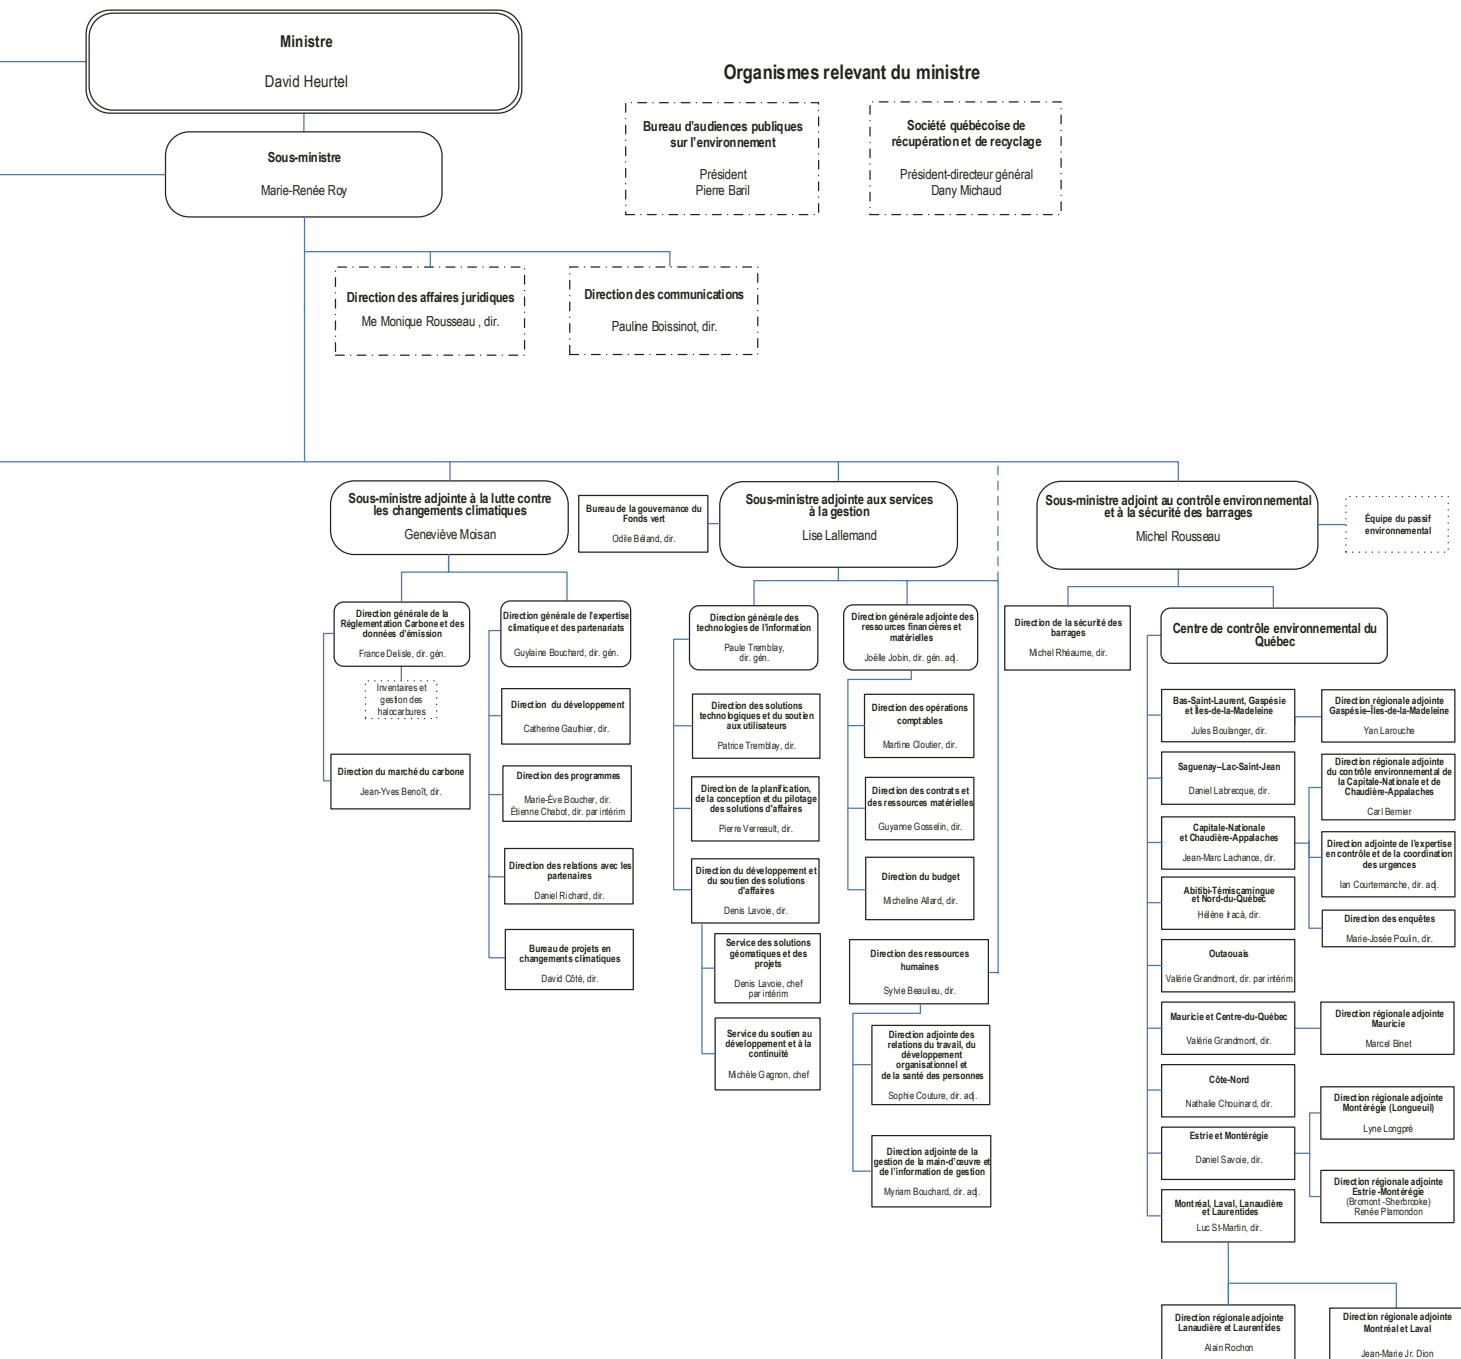 Ministre
David Heurtel
Organismes relevant du ministre
Bureau d'audiences publiques
sur l'environnement
Président
Pierre Baril
Société québécoise de
récupération et de recyclage
Président-directeur général
Dany Michaud
Sous-ministre
Marie-Renée Roy
Direction des affaires juridiques
Me Monique Rousseau , dir.
Direction des communications
Pauline Boissinot, dir.
Sous-ministre adjointe à la lutte contre
les changements climatiques
Geneviève Moisan
Bureau de la gouvernance du
Fonds vert
Odile Béland, dir.
Sous-ministre adjointe aux services
à la gestion
Lise Lallemand
Sous-ministre adjoint au contrôle environnemental
et à la sécurité des barrages
Michel Rousseau
Équipe du passif
environnemental
Direction générale de la
Réglementation Carbone et des
données d'émission
France Delisle, dir. gén.
Inventaires et
gestion des
halocarbures
Direction du marché du carbone
Jean-Yves Benoît, dir.
Direction générale de l'expertise
climatique et des partenariats
Guylaine Bouchard, dir. gén.
Direction du développement
Catherine Gauthier, dir.
Direction des programmes
Marie-Ève Boucher, dir.
Étienne Chabot, dir. par intérim
Direction des relations avec les
partenaires
Daniel Richard, dir.
Bureau de projets en
changements climatiques
David Côté, dir.
Direction générale des
technologies de l'information
Paule Tremblay,
dir. gén.
Direction des solutions
technologiques et du soutien
aux utilisateurs
Patrice Tremblay, dir.
Direction de la planification,
de la conception et du pilotage
des solutions d'affaires
Pierre Verreault, dir.
Direction du développement et
du soutien des solutions
d'affaires
Denis Lavoie, dir.
Service des solutions
géomatiques et des
projets
Denis Lavoie, chef
par intérim
Service du soutien au
développement et à la
continuité
Michèle Gagnon, chef
Direction générale adjointe des
ressources financières et
matérielles
Joëlle Jobin, dir. gén. adj.
Direction des opérations
comptables
Martine Cloutier, dir.
Direction des contrats et
des ressources matérielles
Guyanne Gosselin, dir.
Direction du budget
Micheline Allard, dir.
Direction des ressources
humaines
Sylvie Beaulieu, dir.
Direction adjointe des
relations du travail, du
développement
organisationnel et
de la santé des personnes
Sophie Couture, dir. adj.
Direction adjointe de la
gestion de la main-d'œuvre et
de l'information de gestion
Myriam Bouchard, dir. adj.
Direction de la sécurité des
barrages
Michel Rhéaume, dir.
Centre de contrôle environnemental du
Québec
Bas-Saint-Laurent, Gaspésie
et Îles-de-la-Madeleine
Jules Boulanger, dir.
Direction régionale adjointe
Gaspésie–Îles-de-la-Madeleine
Yan Larouche
Saguenay–Lac-Saint-Jean
Daniel Labrecque, dir.
Direction régionale adjointe
du contrôle environnemental de
la Capitale-Nationale et de
Chaudière-Appalaches
Carl Bernier
Capitale-Nationale
et Chaudière-Appalaches
Jean-Marc Lachance, dir.
Direction adjointe de l'expertise
en contrôle et de la coordination
des urgences
Ian Courtemanche, dir. adj.
Abitibi-Témiscamingue
et Nord-du-Québec
Hélène Iracà, dir.
Direction des enquêtes
Marie-Josée Poulin, dir.
Outaouais
Valérie Grandmont, dir. par intérim
Mauricie et Centre-du-Québec
Valérie Grandmont, dir.
Direction régionale adjointe
Mauricie
Marcel Binet
Côte-Nord
Nathalie Chouinard, dir.
Direction régionale adjointe
Montérégie (Longueuil)
Lyne Longpré
Estrie et Montérégie
Daniel Savoie, dir.
Direction régionale adjointe
Estrie -Montérégie
(Bromont -Sherbrooke)
Renée Plamondon
Montréal, Laval, Lanaudière
et Laurentides
Luc St-Martin, dir.
Direction régionale adjointe
Lanaudière et Laurentides
Alain Rochon
Direction régionale adjointe
Montréal et Laval
Jean-Marie Jr. Dion